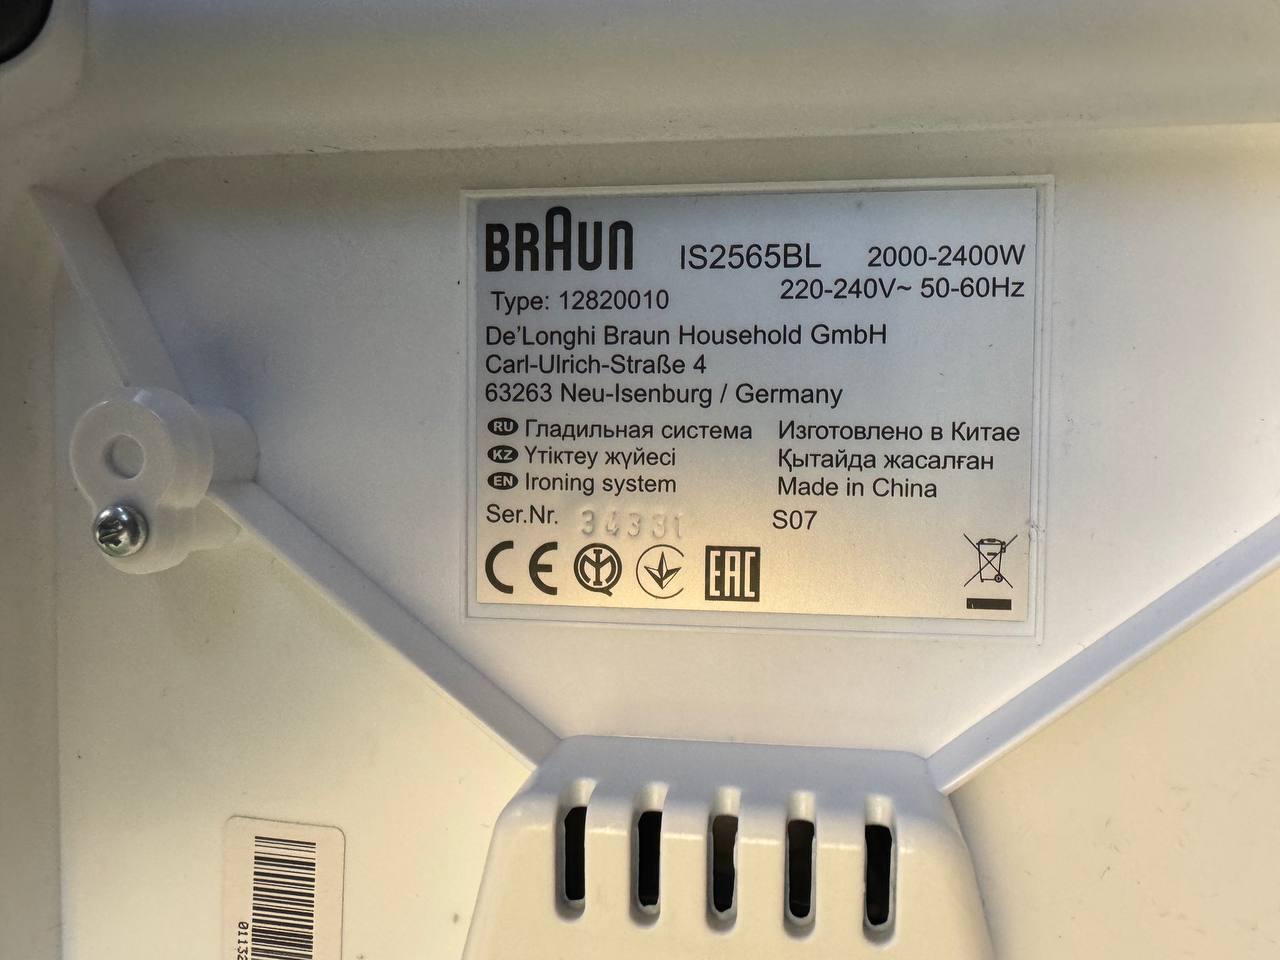 BRAUN IS2565BL 2000-2400W
Type: 12820010 220-240V~ 50-60Hz
De'Longhi Braun Household GmbH
Carl-Ulrich-Straße 4
63263 Neu-Isenburg / Germany
RU Гладильная система Изготовлено в Китае
KZ Үтіктеу жүйесі Қытайда жасалған
EN Ironing system Made in China
Ser.Nr. 34331 S07
CE EAC